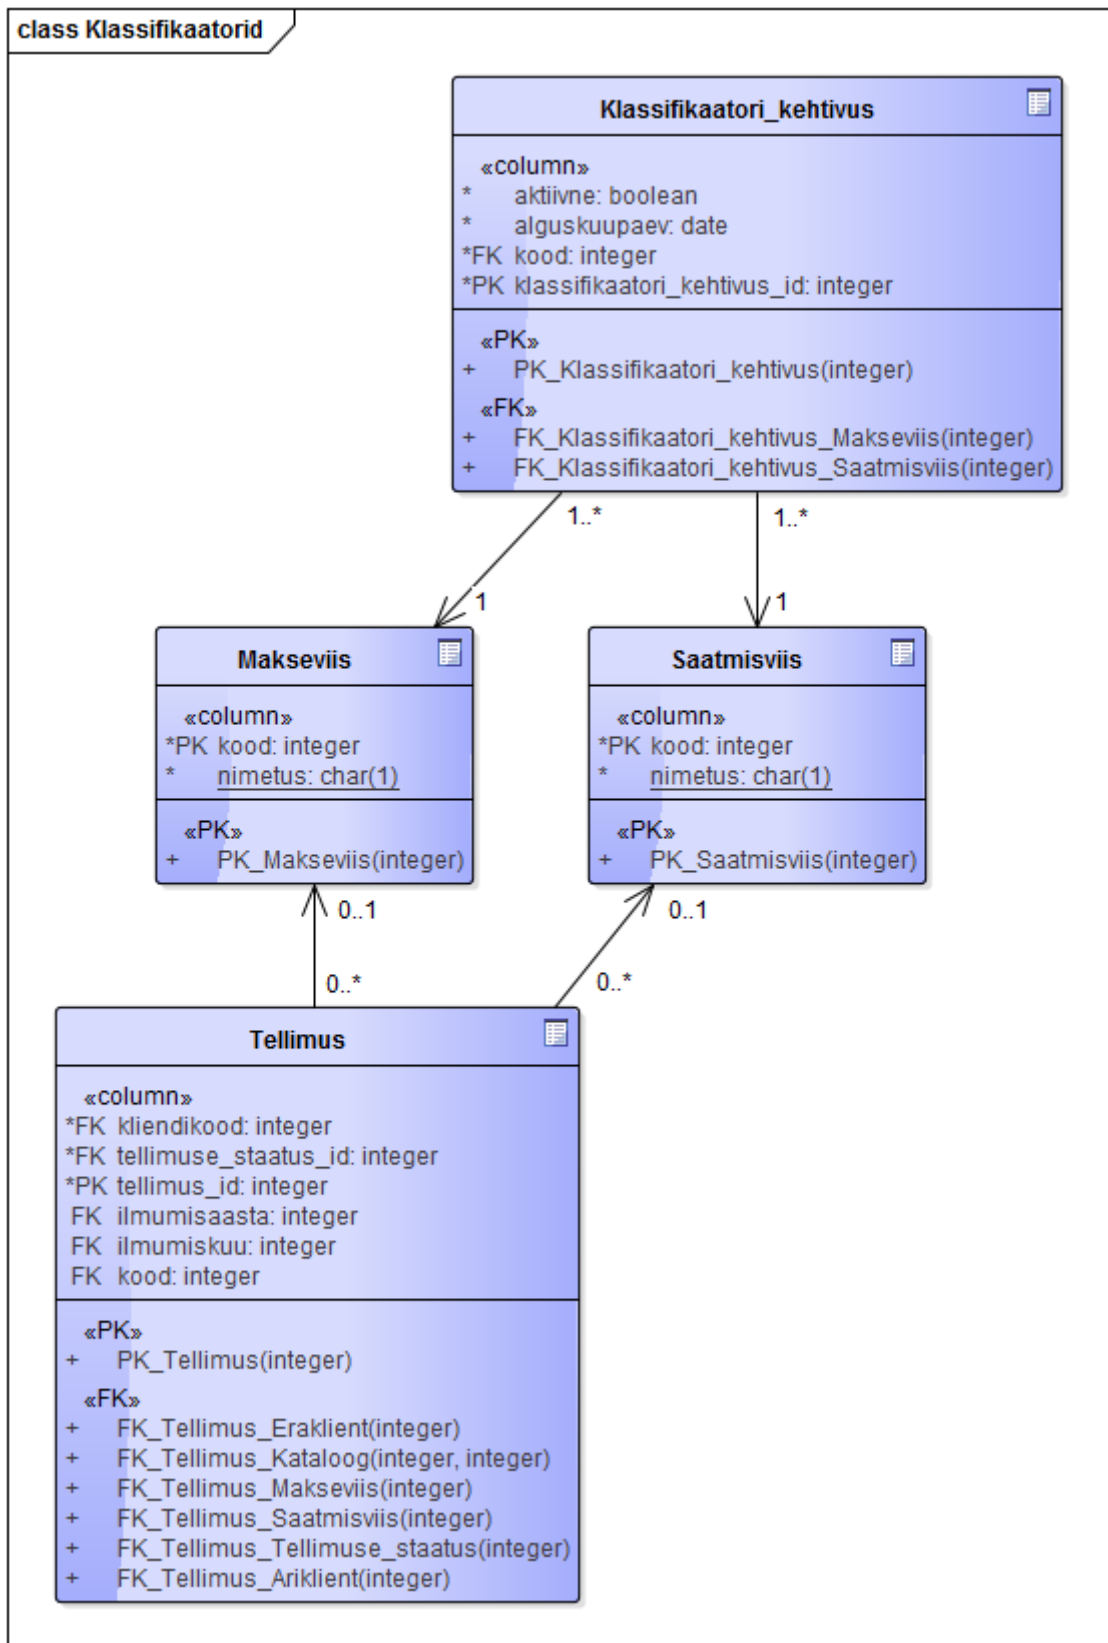 class Klassifikaatorid
Klassifikaatori_kehtivus
«column»
* aktiivne: boolean
* alguskuupaev: date
*FK kood: integer
*PK klassifikaatori_kehtivus_id: integer
«PK»
+ PK_Klassifikaatori_kehtivus(integer)
«FK»
+ FK_Klassifikaatori_kehtivus_Makseviis(integer)
+ FK_Klassifikaatori_kehtivus_Saatmisviis(integer)
1..*
1..*
1
1
Makseviis
«column»
*PK kood: integer
* nimetus: char(1)
«PK»
+ PK_Makseviis(integer)
Saatmisviis
«column»
*PK kood: integer
* nimetus: char(1)
«PK»
+ PK_Saatmisviis(integer)
0..1
0..1
0..*
0..*
Tellimus
«column»
*FK kliendikood: integer
*FK tellimuse_staatus_id: integer
*PK tellimus_id: integer
FK ilmumisaasta: integer
FK ilmumiskuu: integer
FK kood: integer
«PK»
+ PK_Tellimus(integer)
«FK»
+ FK_Tellimus_Eraklient(integer)
+ FK_Tellimus_Kataloog(integer, integer)
+ FK_Tellimus_Makseviis(integer)
+ FK_Tellimus_Saatmisviis(integer)
+ FK_Tellimus_Tellimuse_staatus(integer)
+ FK_Tellimus_Ariklient(integer)